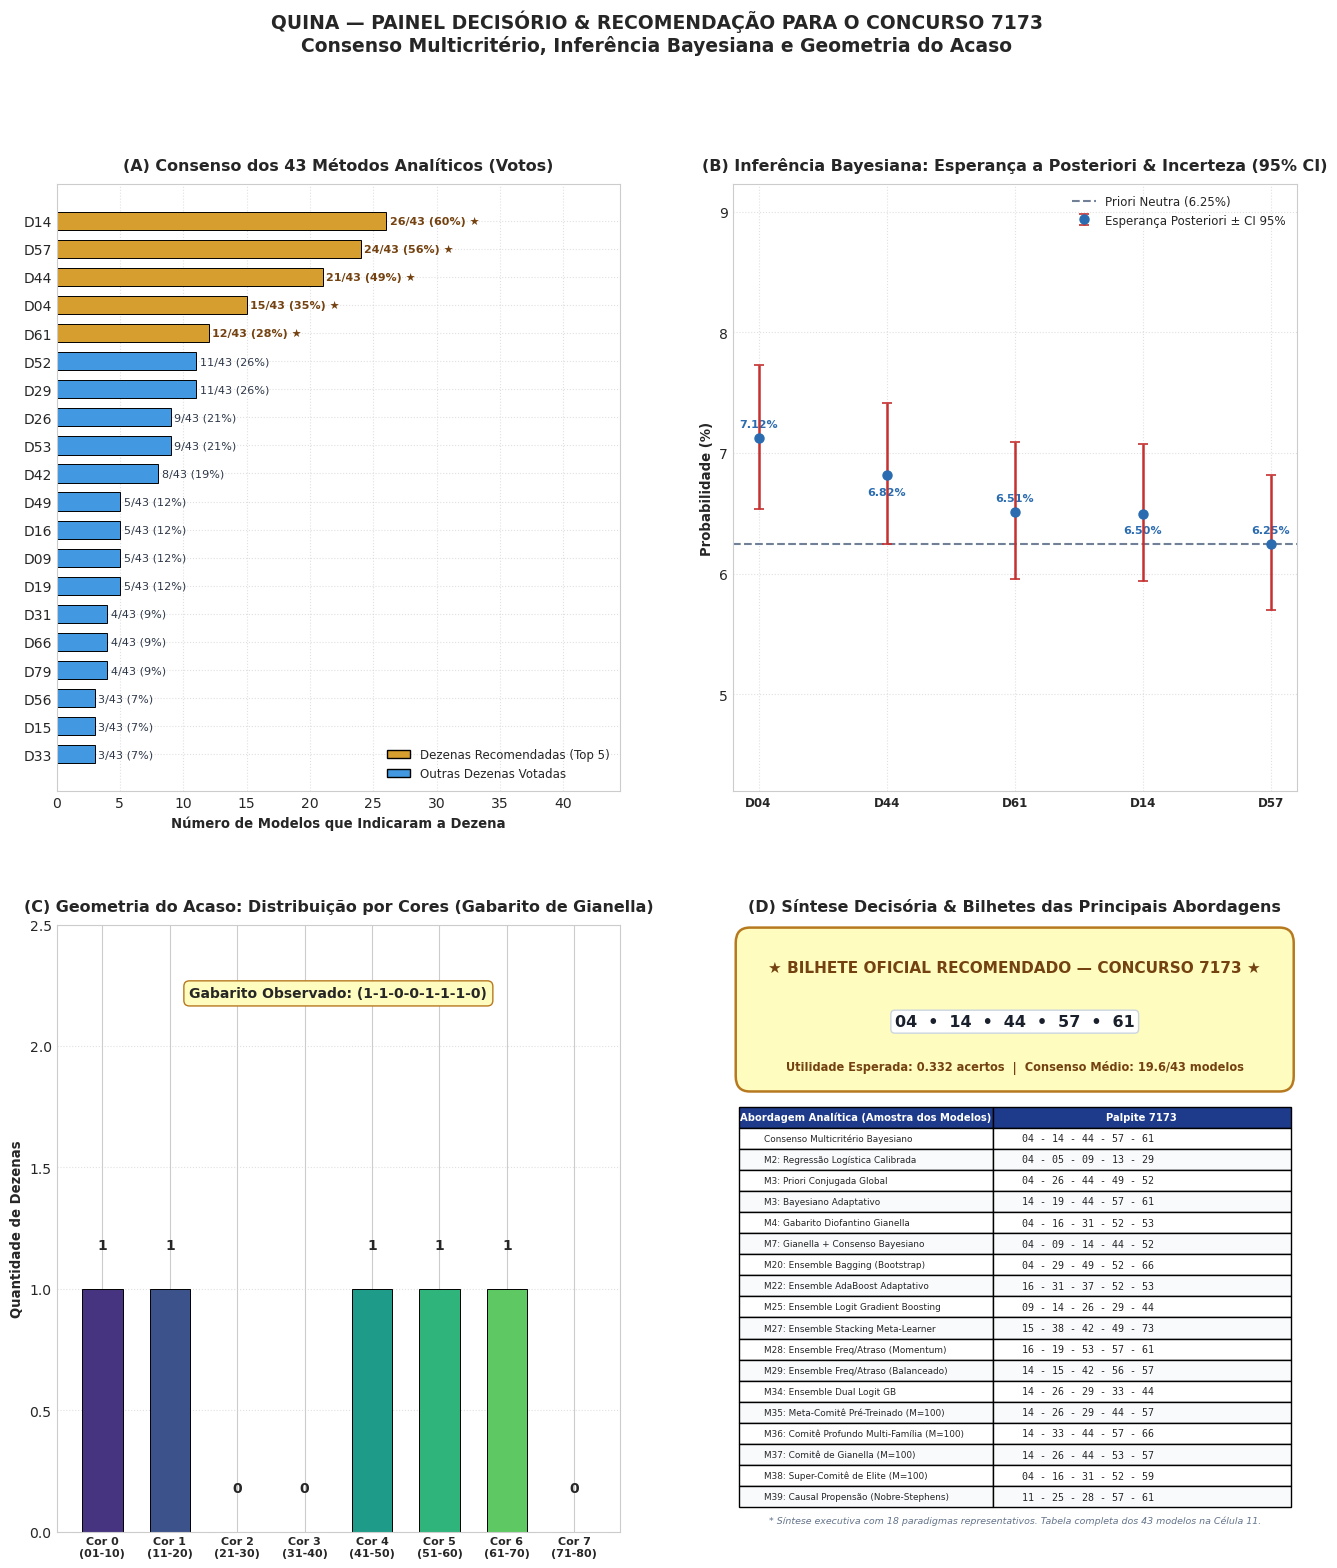 QUINA — PAINEL DECISÓRIO & RECOMENDAÇÃO PARA O CONCURSO 7173
Consenso Multicritério, Inferência Bayesiana e Geometria do Acaso
(A) Consenso dos 43 Métodos Analíticos (Votos)
D14
26/43 (60%) ★
D57
24/43 (56%) ★
D44
21/43 (49%) ★
D04
15/43 (35%) ★
D61
12/43 (28%) ★
D52
11/43 (26%)
D29
11/43 (26%)
D26
9/43 (21%)
D53
9/43 (21%)
D42
8/43 (19%)
D49
5/43 (12%)
D16
5/43 (12%)
D09
5/43 (12%)
D19
5/43 (12%)
D31
4/43 (9%)
D66
4/43 (9%)
D79
4/43 (9%)
D56
3/43 (7%)
D15
3/43 (7%)
D33
3/43 (7%)
Dezenas Recomendadas (Top 5)
Outras Dezenas Votadas
0 5 10 15 20 25 30 35 40
Número de Modelos que Indicaram a Dezena
(B) Inferência Bayesiana: Esperança a Posteriori & Incerteza (95% CI)
Priori Neutra (6.25%)
Esperança Posteriori ± CI 95%
Probabilidade (%)
9
8
7
6
5
7.12%
6.82%
6.51%
6.50%
6.25%
D04 D44 D61 D14 D57
(C) Geometria do Acaso: Distribuição por Cores (Gabarito de Gianella)
Gabarito Observado: (1-1-0-0-1-1-1-0)
Quantidade de Dezenas
2.5
2.0
1.5
1.0
0.5
0.0
1 1 0 0 1 1 1 0
Cor 0 Cor 1 Cor 2 Cor 3 Cor 4 Cor 5 Cor 6 Cor 7
(01-10) (11-20) (21-30) (31-40) (41-50) (51-60) (61-70) (71-80)
(D) Síntese Decisória & Bilhetes das Principais Abordagens
★ BILHETE OFICIAL RECOMENDADO — CONCURSO 7173 ★
04 • 14 • 44 • 57 • 61
Utilidade Esperada: 0.332 acertos | Consenso Médio: 19.6/43 modelos
Abordagem Analítica (Amostra dos Modelos) Palpite 7173
Consenso Multicritério Bayesiano 04 - 14 - 44 - 57 - 61
M2: Regressão Logística Calibrada 04 - 05 - 09 - 13 - 29
M3: Priori Conjugada Global 04 - 26 - 44 - 49 - 52
M3: Bayesiano Adaptativo 14 - 19 - 44 - 57 - 61
M4: Gabarito Diofantino Gianella 04 - 16 - 31 - 52 - 53
M7: Gianella + Consenso Bayesiano 04 - 09 - 14 - 44 - 52
M20: Ensemble Bagging (Bootstrap) 04 - 29 - 49 - 52 - 66
M22: Ensemble AdaBoost Adaptativo 16 - 31 - 37 - 52 - 53
M25: Ensemble Logit Gradient Boosting 09 - 14 - 26 - 29 - 44
M27: Ensemble Stacking Meta-Learner 15 - 38 - 42 - 49 - 73
M28: Ensemble Freq/Atraso (Momentum) 16 - 19 - 53 - 57 - 61
M29: Ensemble Freq/Atraso (Balanceado) 14 - 15 - 42 - 56 - 57
M34: Ensemble Dual Logit GB 14 - 26 - 29 - 33 - 44
M35: Meta-Comitê Pré-Treinado (M=100) 14 - 26 - 29 - 44 - 57
M36: Comitê Profundo Multi-Família (M=100) 14 - 33 - 44 - 57 - 66
M37: Comitê de Gianella (M=100) 14 - 26 - 44 - 53 - 57
M38: Super-Comitê de Elite (M=100) 04 - 16 - 31 - 52 - 59
M39: Causal Propensão (Nobre-Stephens) 11 - 25 - 28 - 57 - 61
* Síntese executiva com 18 paradigmas representativos. Tabela completa dos 43 modelos na Célula 11.